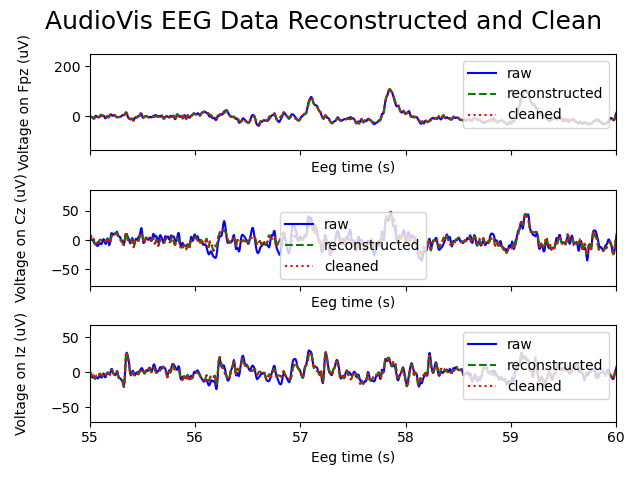 AudioVis EEG Data Reconstructed and Clean
Voltage on Fpz (uV)
200
0
raw
reconstructed
cleaned
Eeg time (s)
Voltage on Cz (uV)
50
0
−50
raw
reconstructed
cleaned
Eeg time (s)
Voltage on Iz (uV)
50
0
−50
raw
reconstructed
cleaned
55 56 57 58 59 60
Eeg time (s)